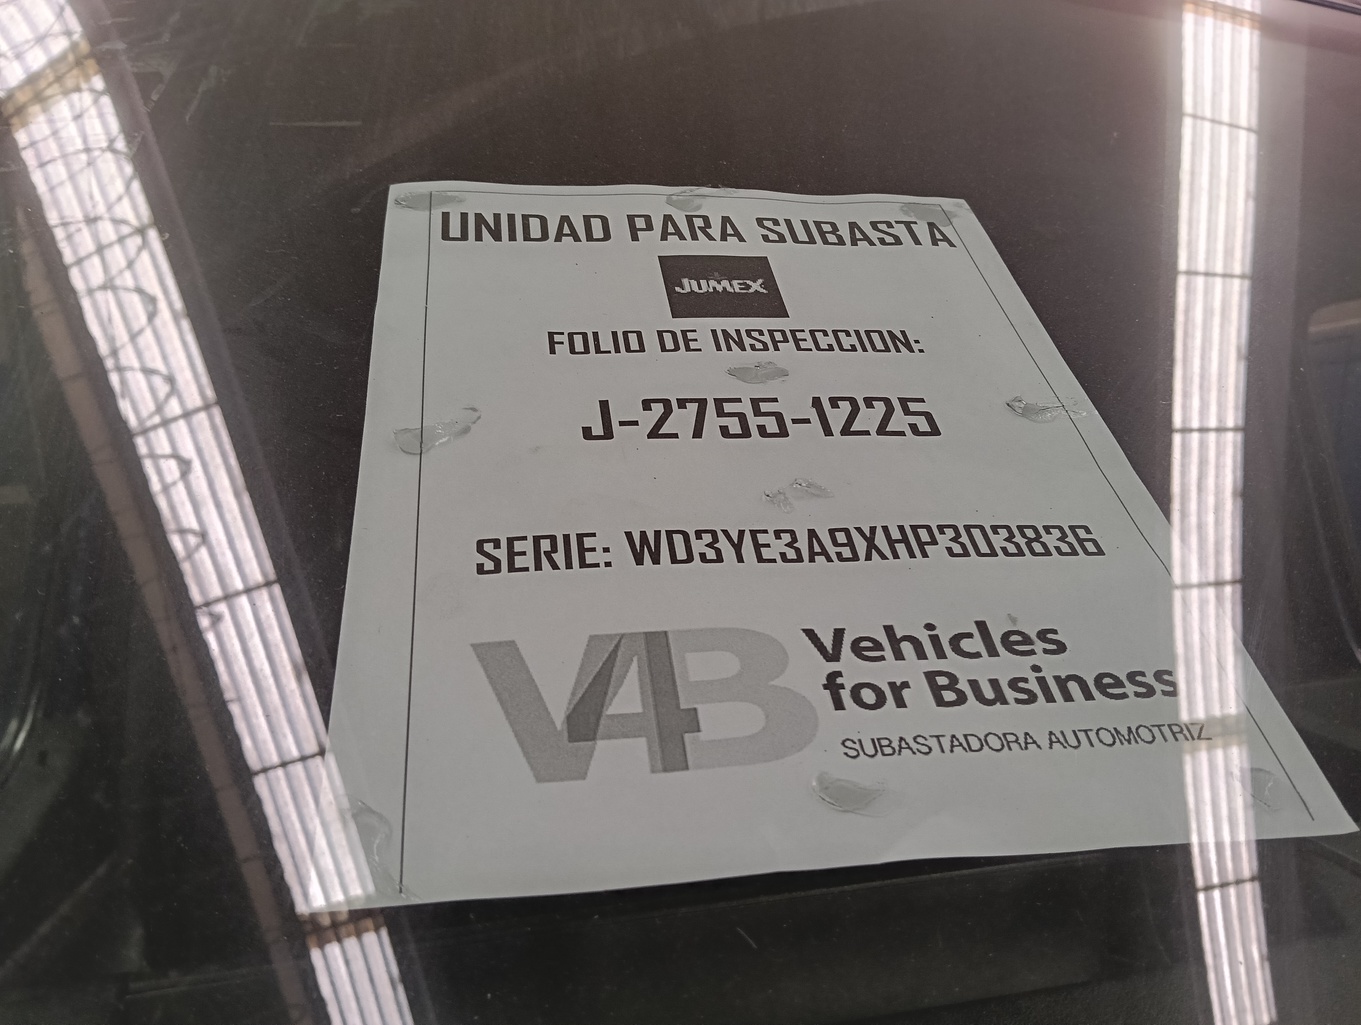 UNIDAD PARA SUBASTA
JUMEX
FOLIO DE INSPECCION:
J-2755-1225
SERIE: WD3YE3A9XHP303836
V4B
Vehicles
for Business
SUBASTADORA AUTOMOTRIZ